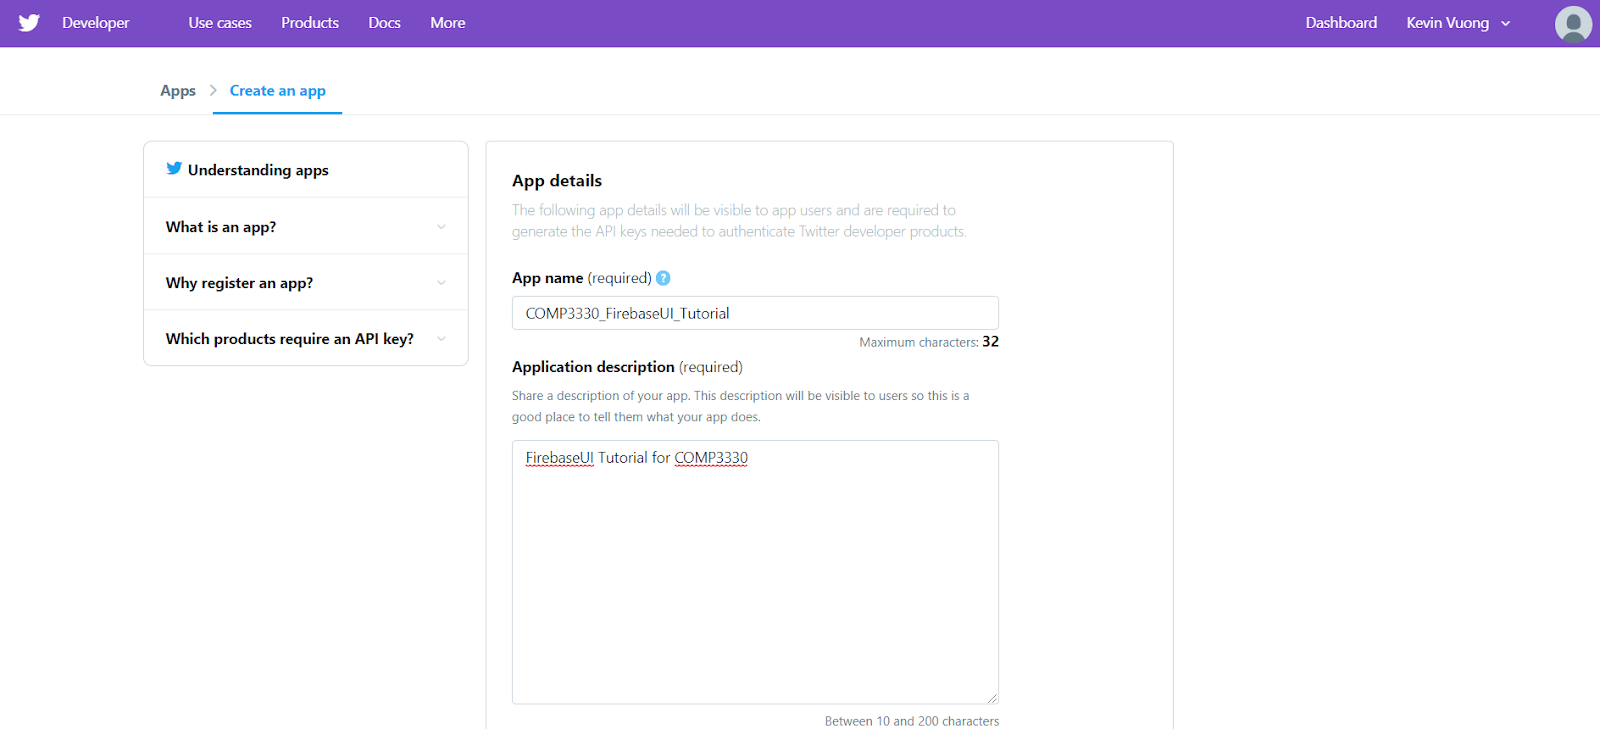 Developer Use cases Products Docs More Dashboard Kevin Vuong
Apps Create an app
Understanding apps
What is an app?
Why register an app?
Which products require an API key?
App details
The following app details will be visible to app users and are required to
generate the API keys needed to authenticate Twitter developer products.
App name (required) ?
COMP3330_FirebaseUI_Tutorial
Maximum characters: 32
Application description (required)
Share a description of your app. This description will be visible to users so this is a
good place to tell them what your app does.
FirebaseUI Tutorial for COMP3330
Between 10 and 200 characters